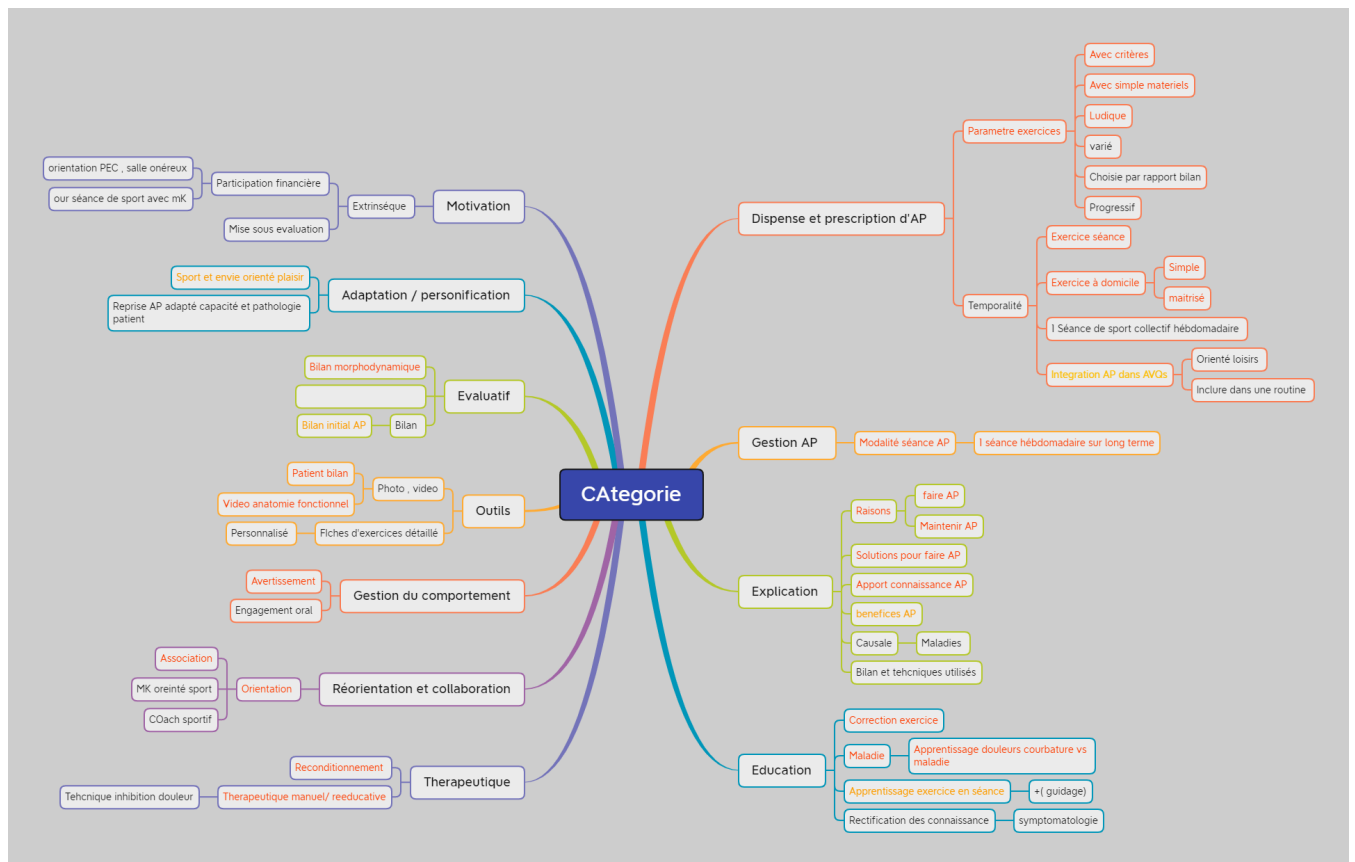 CAtegorie
Motivation
Extrinséque
Participation financière
orientation PEC , salle onéreux
our séance de sport avec mK
Mise sous evaluation
Adaptation / personification
Sport et envie orienté plaisir
Reprise AP adapté capacité et pathologie
patient
Evaluatif
Bilan morphodynamique
Bilan
Bilan initial AP
Outils
Photo , video
Patient bilan
Video anatomie fonctionnel
FIches d'exercices détaillé
Personnalisé
Gestion du comportement
Avertissement
Engagement oral
Réorientation et collaboration
Orientation
Association
MK oreinté sport
COach sportif
Therapeutique
Reconditionnement
Therapeutique manuel/ reeducative
Tehcnique inhibition douleur
Dispense et prescription d'AP
Parametre exercices
Avec critères
Avec simple materiels
Ludique
varié
Choisie par rapport bilan
Progressif
Temporalité
Exercice séance
Exercice à domicile
Simple
maitrisé
1 Séance de sport collectif hébdomadaire
Integration AP dans AVQs
Orienté loisirs
Inclure dans une routine
Gestion AP
Modalité séance AP
1 séance hébdomadaire sur long terme
Explication
Raisons
faire AP
Maintenir AP
Solutions pour faire AP
Apport connaissance AP
benefices AP
Causale
Maladies
Bilan et tehcniques utilisés
Education
Correction exercice
Maladie
Apprentissage douleurs courbature vs
maladie
Apprentissage exercice en séance
+( guidage)
Rectification des connaissance
symptomatologie